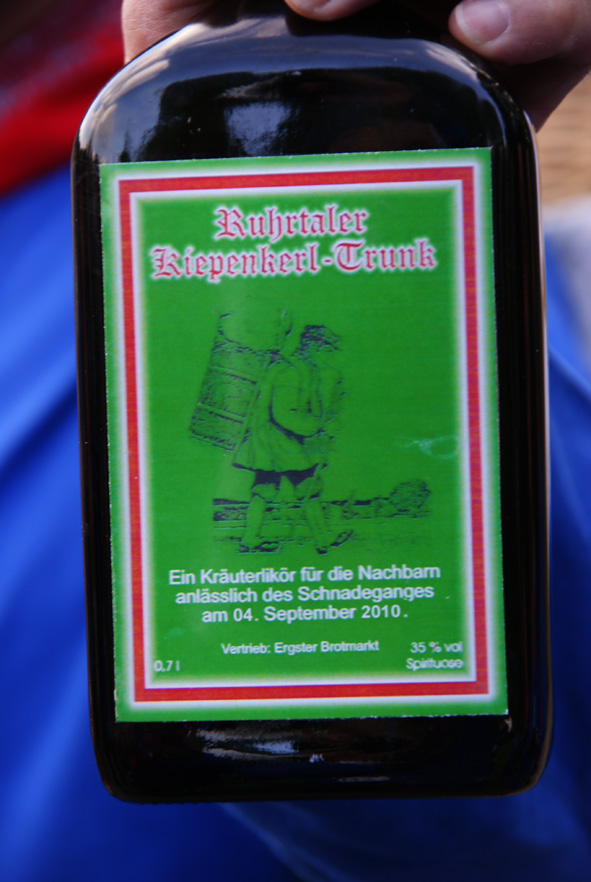 Ruhrtaler
Kiepenkerl-Trunk
Ein Kräuterlikör für die Nachbarn
anlässlich des Schnadeganges
am 04. September 2010.
Vertrieb: Ergster Brotmarkt
35 % vol
0,7 l
Spirituose